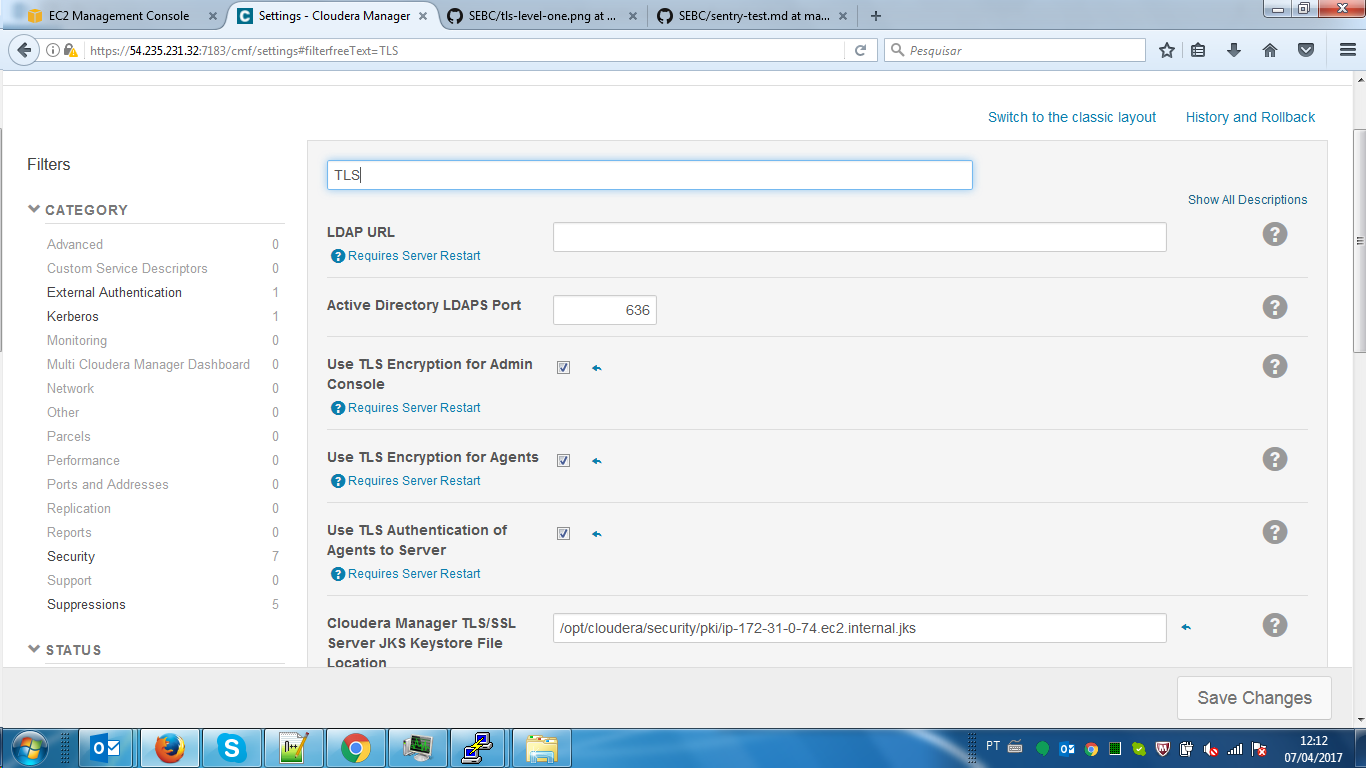 EC2 Management Console
Settings - Cloudera Manager
SEBC/tls-level-one.png at ...
SEBC/sentry-test.md at ma...
https://54.235.231.32:7183/cmf/settings#filterfreeText=TLS
Pesquisar
Switch to the classic layout
History and Rollback
Filters
TLS
Show All Descriptions
CATEGORY
Advanced 0
Custom Service Descriptors 0
External Authentication 1
Kerberos 1
Monitoring 0
Multi Cloudera Manager Dashboard 0
Network 0
Other 0
Parcels 0
Performance 0
Ports and Addresses 0
Replication 0
Reports 0
Security 7
Support 0
Suppressions 5
STATUS
LDAP URL
? Requires Server Restart
?
Active Directory LDAPS Port
636
?
Use TLS Encryption for Admin
Console
? Requires Server Restart
?
Use TLS Encryption for Agents
? Requires Server Restart
?
Use TLS Authentication of
Agents to Server
? Requires Server Restart
?
Cloudera Manager TLS/SSL
Server JKS Keystore File
Location
/opt/cloudera/security/pki/ip-172-31-0-74.ec2.internal.jks
?
Save Changes
PT
12:12
07/04/2017